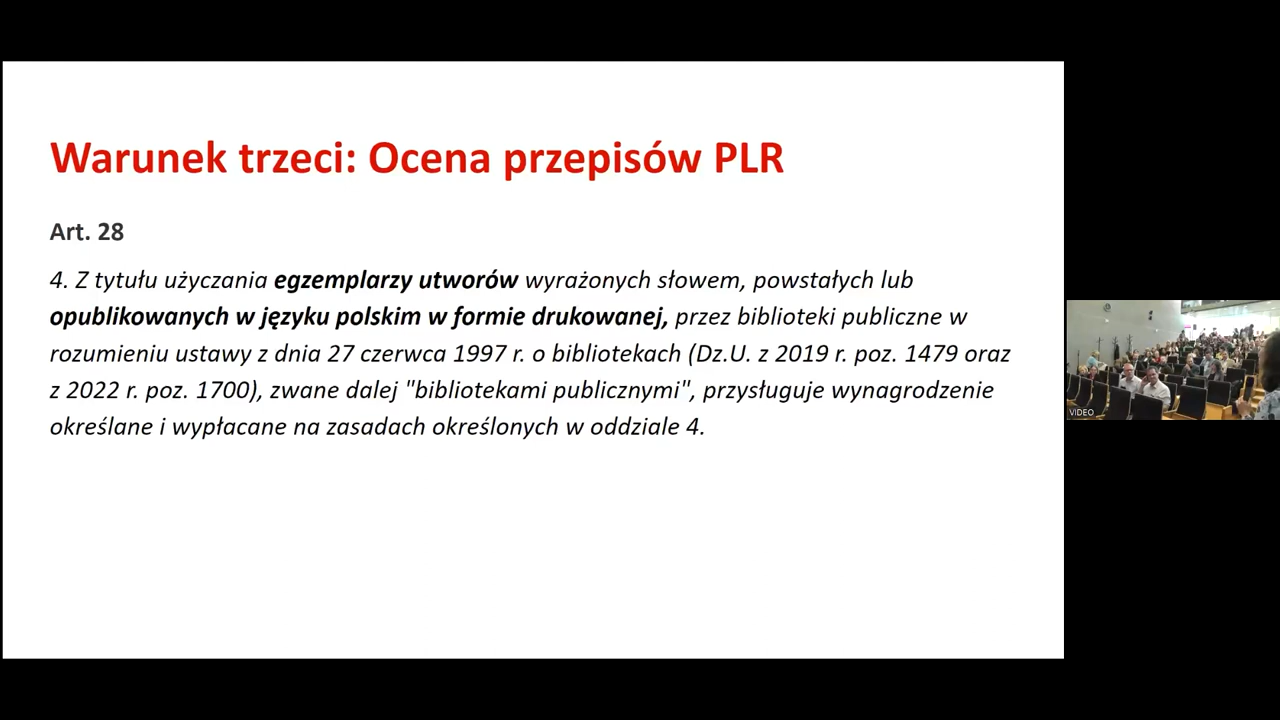 Warunek trzeci: Ocena przepisów PLR
Art. 28
4. Z tytułu użyczania egzemplarzy utworów wyrażonych słowem, powstałych lub
opublikowanych w języku polskim w formie drukowanej, przez biblioteki publiczne w
rozumieniu ustawy z dnia 27 czerwca 1997 r. o bibliotekach (Dz.U. z 2019 r. poz. 1479 oraz
z 2022 r. poz. 1700), zwane dalej "bibliotekami publicznymi", przysługuje wynagrodzenie
określane i wypłacane na zasadach określonych w oddziale 4.
VIDEO